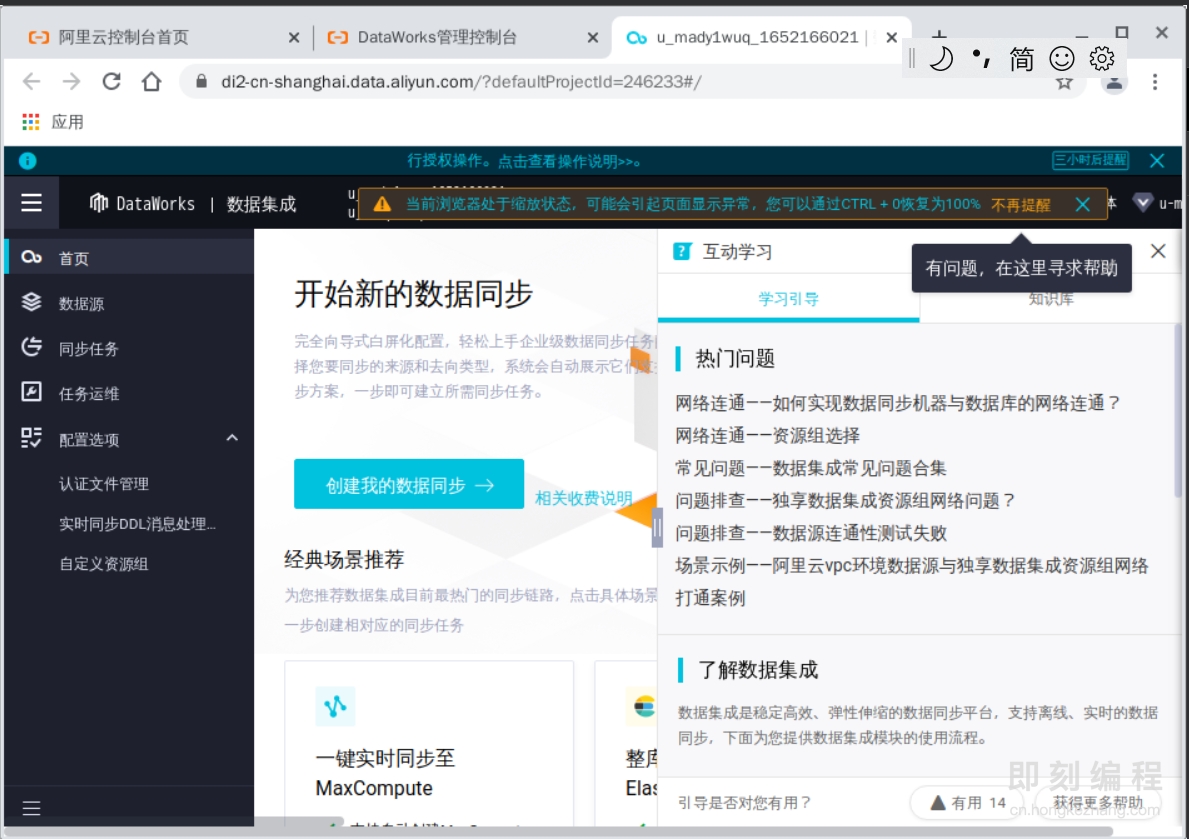 阿里云控制台首页
DataWorks管理控制台
u_mady1wuq_1652166021 |
简
di2-cn-shanghai.data.aliyun.com/?defaultProjectId=246233#/
应用
行授权操作。点击查看操作说明>>。
三小时后提醒
DataWorks | 数据集成
当前浏览器处于缩放状态，可能会引起页面显示异常，您可以通过CTRL + 0恢复为100% 不再提醒
体
u-m
首页
数据源
同步任务
任务运维
配置选项
认证文件管理
实时同步DDL消息处理...
自定义资源组
开始新的数据同步
完全向导式白屏化配置，轻松上手企业级数据同步任务
择您要同步的来源和去向类型，系统会自动展示它们
步方案，一步即可建立所需同步任务。
创建我的数据同步 →
相关收费说明
经典场景推荐
为您推荐数据集成目前最热门的同步链路，点击具体场景
一步创建相对应的同步任务
一键实时同步至
MaxCompute
整库
Elas
互动学习
有问题，在这里寻求帮助
学习引导
知识库
热门问题
网络连通——如何实现数据同步机器与数据库的网络连通？
网络连通——资源组选择
常见问题——数据集成常见问题合集
问题排查——独享数据集成资源组网络问题？
问题排查——数据源连通性测试失败
场景示例——阿里云vpc环境数据源与独享数据集成资源组网络
打通案例
了解数据集成
数据集成是稳定高效、弹性伸缩的数据同步平台，支持离线、实时的数据
同步，下面为您提供数据集成模块的使用流程。
引导是否对您有用？
有用 14
获得更多帮助
即刻编程
cn.hongkezhang.com